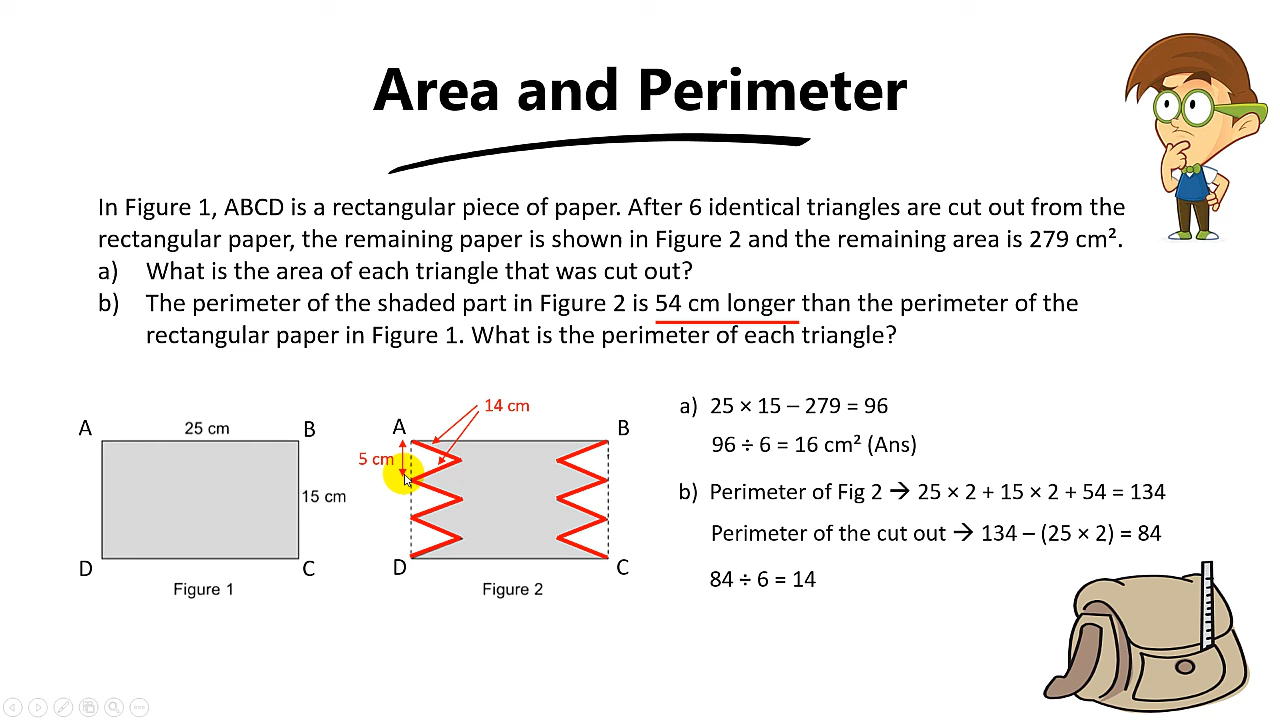 Area and Perimeter
In Figure 1, ABCD is a rectangular piece of paper. After 6 identical triangles are cut out from the
rectangular paper, the remaining paper is shown in Figure 2 and the remaining area is 279 cm².
a) What is the area of each triangle that was cut out?
b) The perimeter of the shaded part in Figure 2 is 54 cm longer than the perimeter of the
rectangular paper in Figure 1. What is the perimeter of each triangle?
A 25 cm B
15 cm
D C
Figure 1
14 cm
A B
5 cm
D C
Figure 2
a) 25 × 15 – 279 = 96
96 ÷ 6 = 16 cm² (Ans)
b) Perimeter of Fig 2 → 25 × 2 + 15 × 2 + 54 = 134
Perimeter of the cut out → 134 – (25 × 2) = 84
84 ÷ 6 = 14